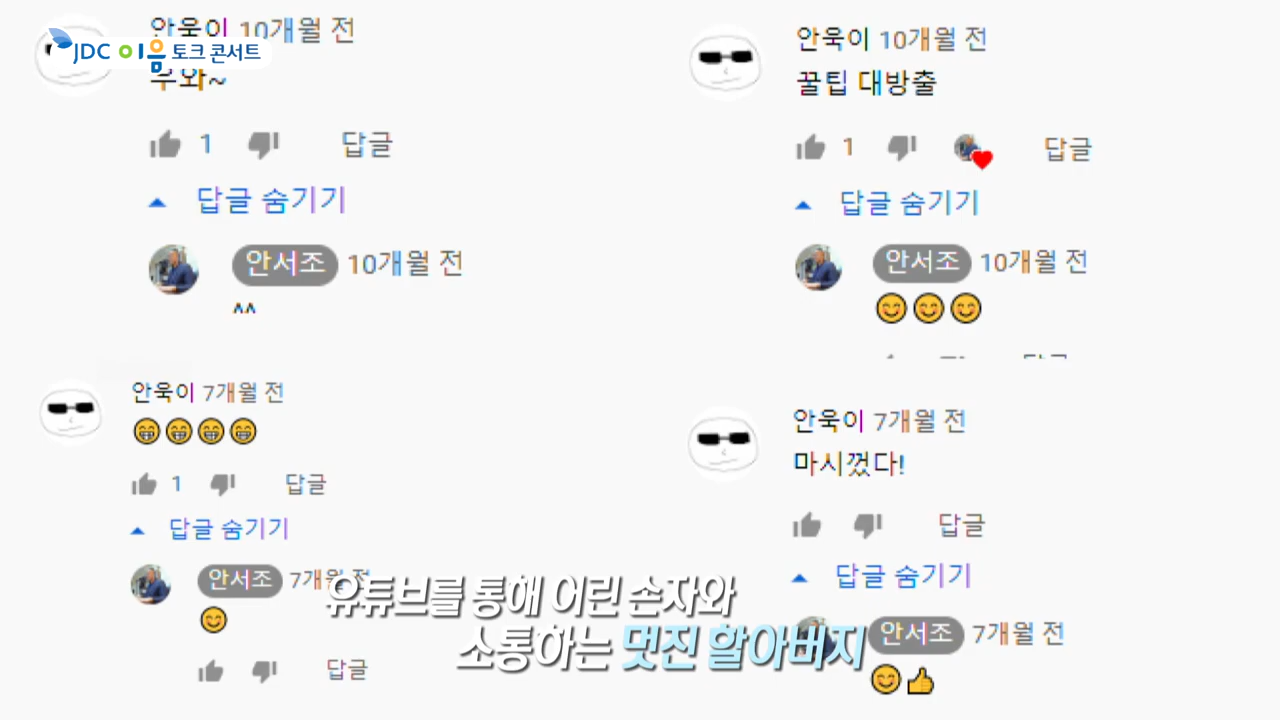 안욱이 10개월 전
JDC 이음 토크 콘서트
우와~
1 답글
답글 숨기기
안서조 10개월 전
^^
안욱이 10개월 전
꿀팁 대방출
1 답글
답글 숨기기
안서조 10개월 전
😊😊😊
답글
안욱이 7개월 전
😁😁😁😁
1 답글
답글 숨기기
안서조 7개월 전
😊
답글
안욱이 7개월 전
마시껐다!
답글
답글 숨기기
안서조 7개월 전
😊👍
유튜브를 통해 어린 손자와
소통하는 멋진 할아버지